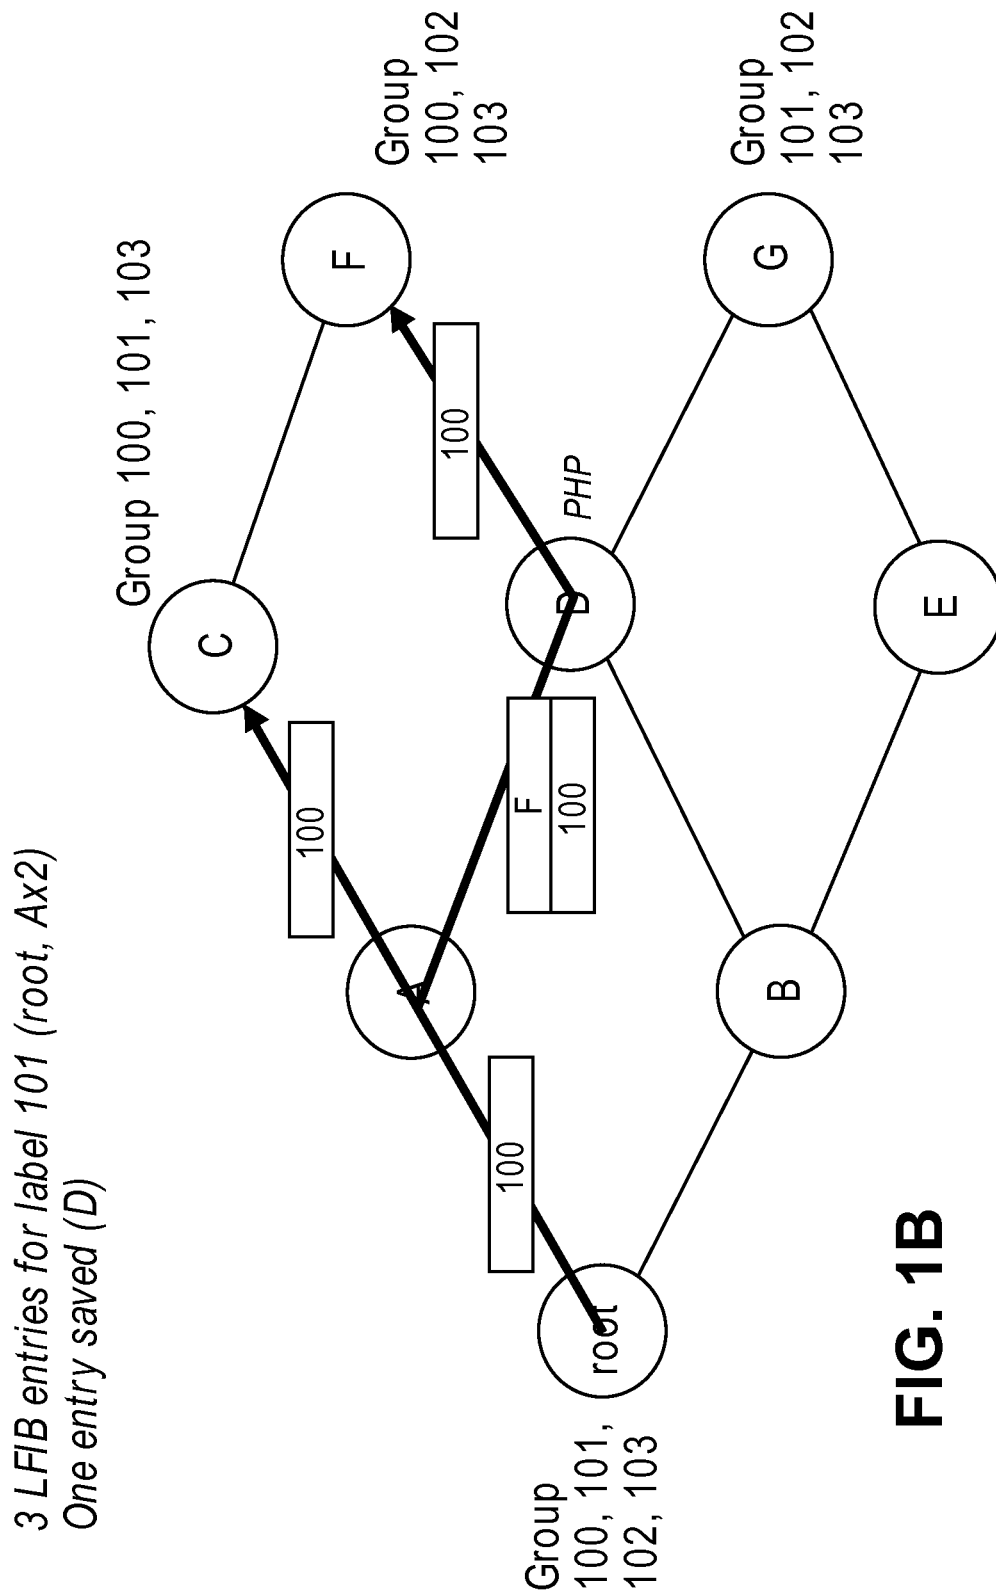 3 LFIB entries for label 101 (root, Ax2)
One entry saved (D)
Group 100, 101, 103
C
F
Group
100, 102
103
100
100
A
D
PHP
F
100
100
root
Group
100, 101,
102, 103
B
G
Group
101, 102
103
E
FIG. 1B